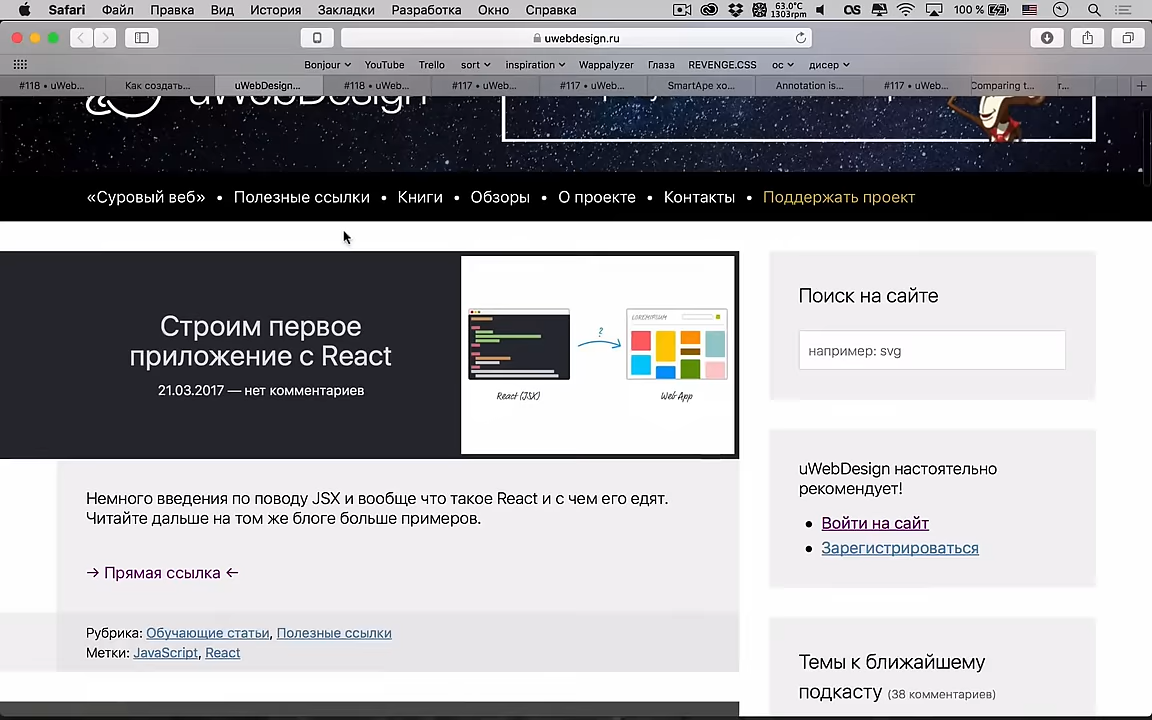 Safari Файл Правка Вид История Закладки Разработка Окно Справка 63.0°C 1303rpm 100 %
uwebdesign.ru
Bonjour YouTube Trello sort inspiration Wappalyzer Глаза REVENGE.CSS ос дисер
#118 • uWeb... Как создать... uWebDesign... #118 • uWeb... #117 • uWeb... #117 • uWeb... SmartApe хо... Annotation is... #117 • uWeb... Comparing t... r...
uWebDesign
«Суровый веб» • Полезные ссылки • Книги • Обзоры • О проекте • Контакты • Поддержать проект
Строим первое
приложение с React
21.03.2017 — нет комментариев
?
LOREMIPSUM
React (JSX)
Web App
Немного введения по поводу JSX и вообще что такое React и с чем его едят.
Читайте дальше на том же блоге больше примеров.
→ Прямая ссылка ←
Рубрика: Обучающие статьи, Полезные ссылки
Метки: JavaScript, React
Поиск на сайте
например: svg
uWebDesign настоятельно
рекомендует!
• Войти на сайт
• Зарегистрироваться
Темы к ближайшему
подкасту (38 комментариев)